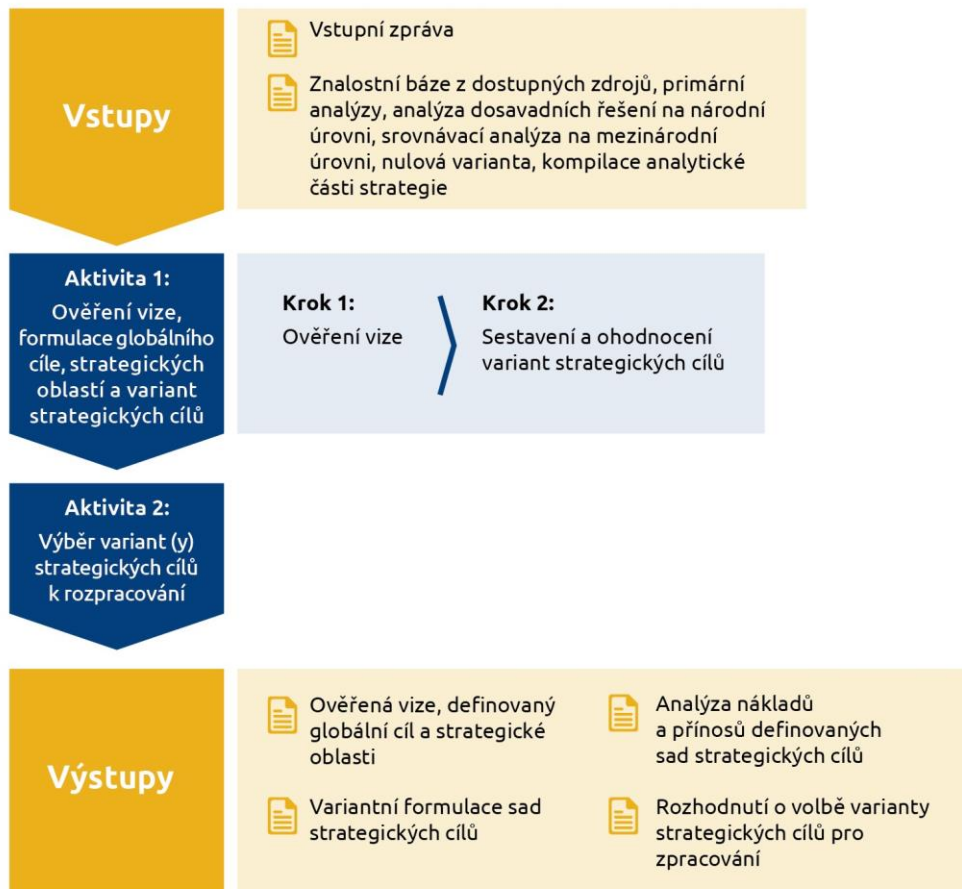 Vstupy
Vstupní zpráva
Znalostní báze z dostupných zdrojů, primární
analýzy, analýza dosavadních řešení na národní
úrovni, srovnávací analýza na mezinárodní
úrovni, nulová varianta, kompilace analytické
části strategie
Aktivita 1:
Ověření vize,
formulace globálního
cíle, strategických
oblastí a variant
strategických cílů
Krok 1:
Ověření vize
Krok 2:
Sestavení a ohodnocení
variant strategických cílů
Aktivita 2:
Výběr variant (y)
strategických cílů
k rozpracování
Výstupy
Ověřená vize, definovaný
globální cíl a strategické
oblasti
Variantní formulace sad
strategických cílů
Analýza nákladů
a přínosů definovaných
sad strategických cílů
Rozhodnutí o volbě varianty
strategických cílů pro
zpracování